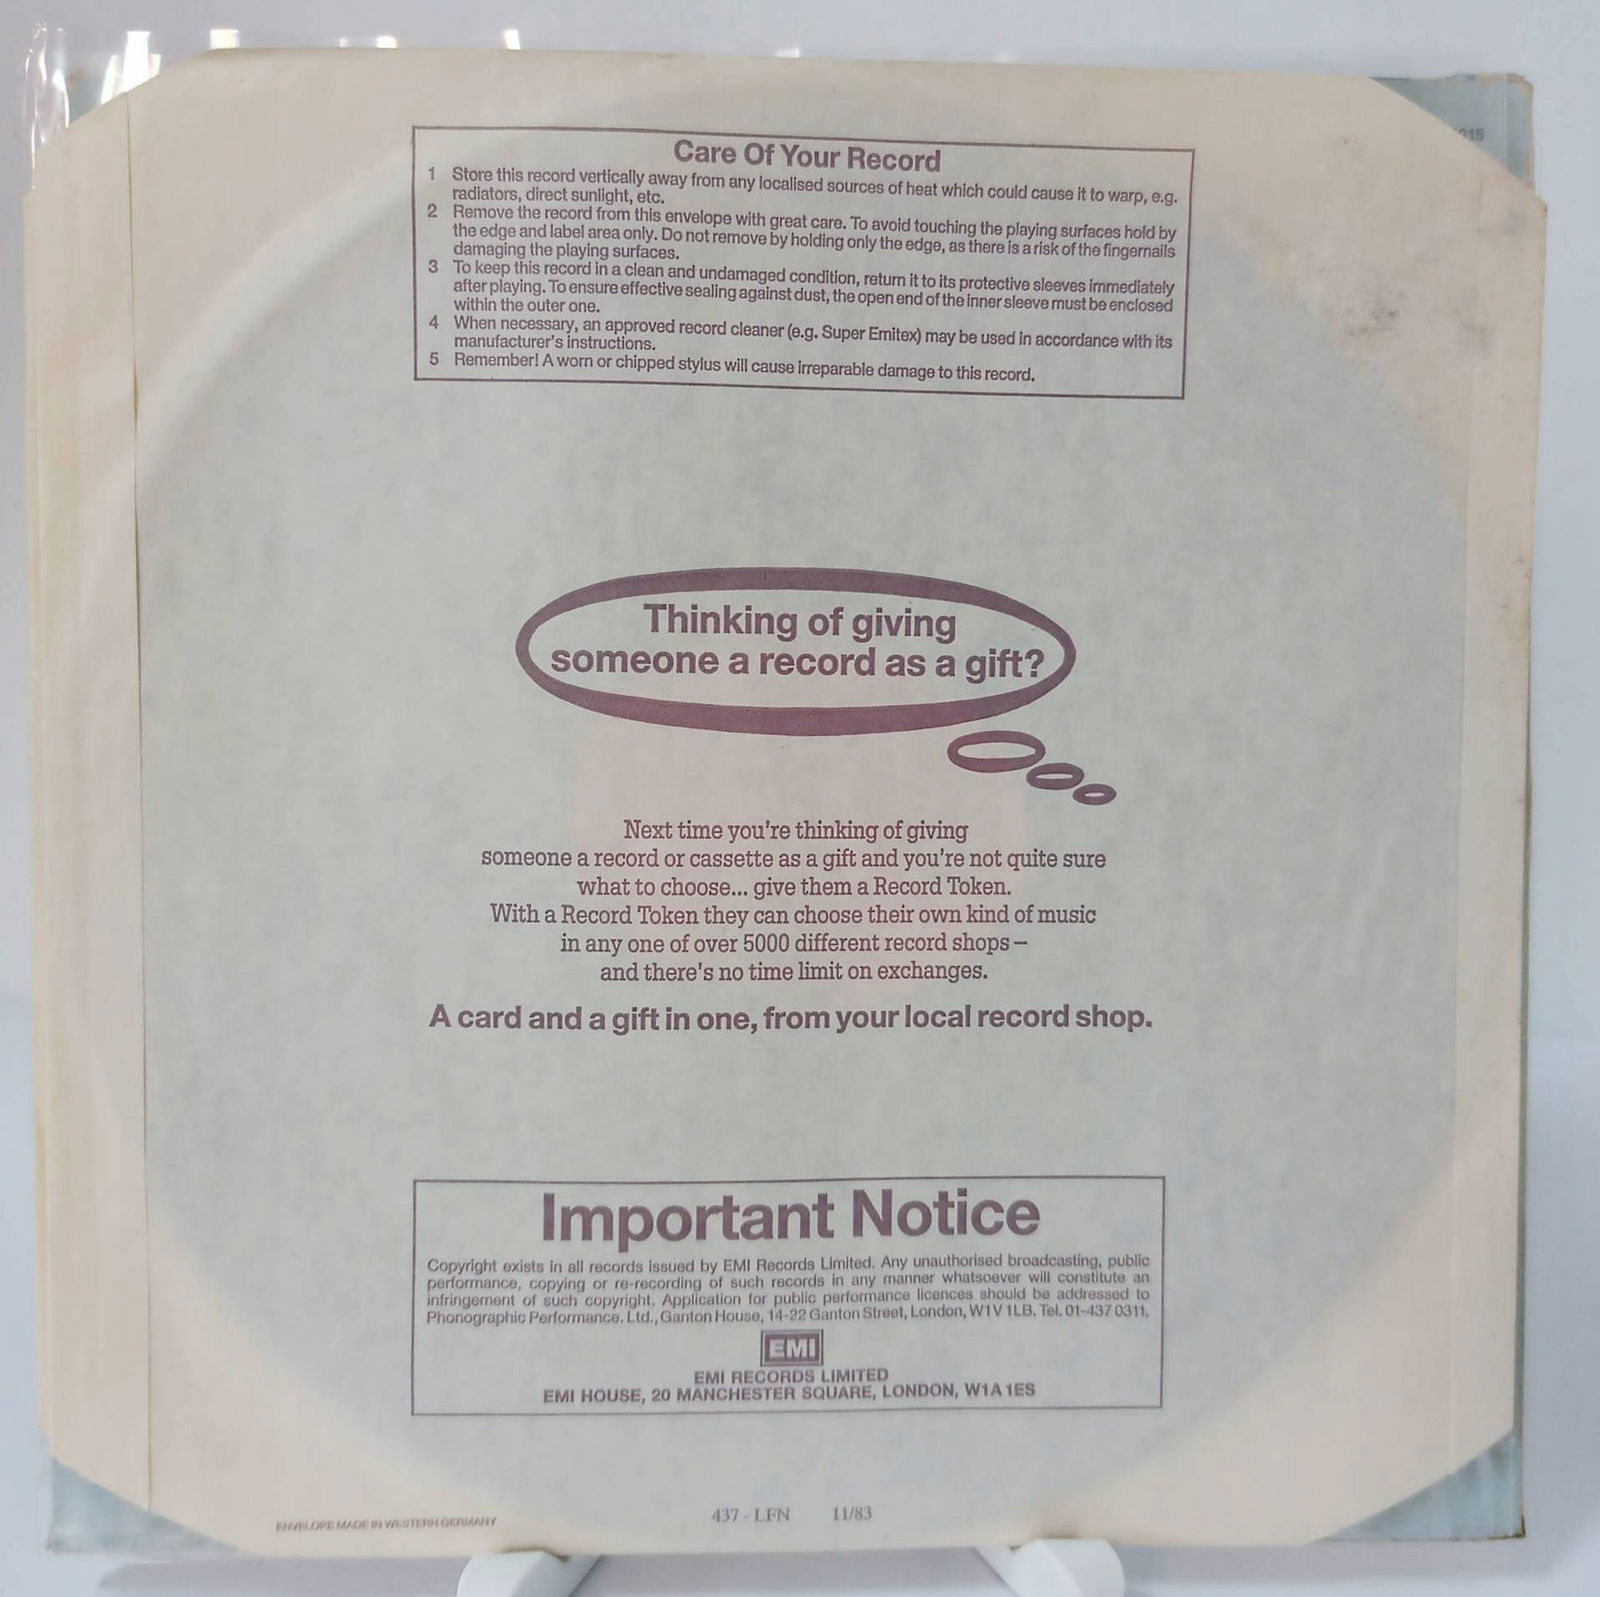 Care Of Your Record
1 Store this record vertically away from any localised sources of heat which could cause it to warp, e.g.
radiators, direct sunlight, etc.
2 Remove the record from this envelope with great care. To avoid touching the playing surfaces hold by
the edge and label area only. Do not remove by holding only the edge, as there is a risk of the fingernails
damaging the playing surfaces.
3 To keep this record in a clean and undamaged condition, return it to its protective sleeves immediately
after playing. To ensure effective sealing against dust, the open end of the inner sleeve must be enclosed
within the outer one.
4 When necessary, an approved record cleaner (e.g. Super Emitex) may be used in accordance with its
manufacturer's instructions.
5 Remember! A worn or chipped stylus will cause irreparable damage to this record.
Thinking of giving
someone a record as a gift?
Next time you're thinking of giving
someone a record or cassette as a gift and you're not quite sure
what to choose... give them a Record Token.
With a Record Token they can choose their own kind of music
in any one of over 5000 different record shops –
and there's no time limit on exchanges.
A card and a gift in one, from your local record shop.
Important Notice
Copyright exists in all records issued by EMI Records Limited. Any unauthorised broadcasting, public
performance, copying or re-recording of such records in any manner whatsoever will constitute an
infringement of such copyright. Application for public performance licences should be addressed to
Phonographic Performance. Ltd., Ganton House, 14-22 Ganton Street, London, W1V 1LB. Tel. 01-437 0311.
EMI
EMI RECORDS LIMITED
EMI HOUSE, 20 MANCHESTER SQUARE, LONDON, W1A 1ES
437 - LFN 11/83
ENVELOPE MADE IN WESTERN GERMANY